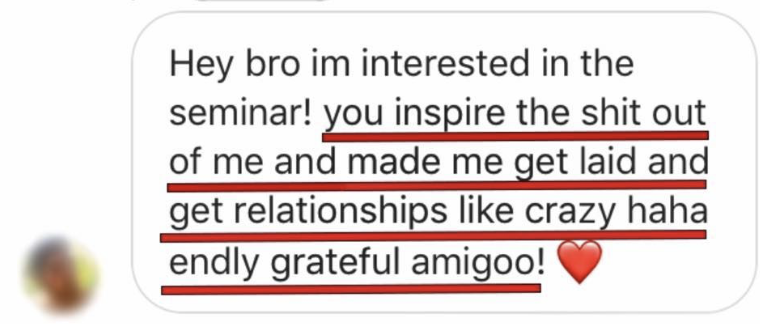 Hey bro im interested in the
seminar! you inspire the shit out
of me and made me get laid and
get relationships like crazy haha
endly grateful amigoo! ❤️